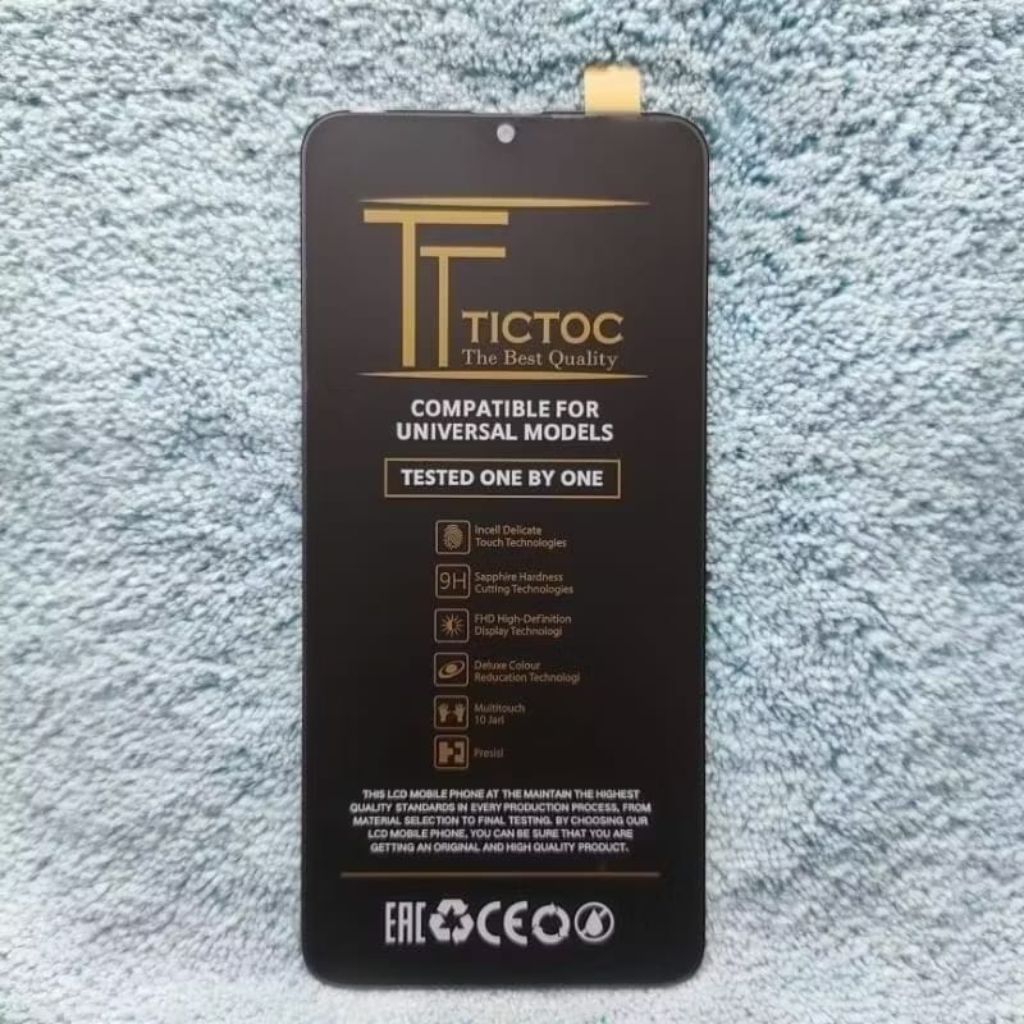 TT
TICTOC
The Best Quality
COMPATIBLE FOR
UNIVERSAL MODELS
TESTED ONE BY ONE
Incell Delicate
Touch Technologies
9H
Sapphire Hardness
Cutting Technologies
FHD High-Definition
Display Technologi
Deluxe Colour
Reducation Technologi
Multitouch
10 Jari
Presisi
THIS LCD MOBILE PHONE AT THE MAINTAIN THE HIGHEST
QUALITY STANDARDS IN EVERY PRODUCTION PROCESS, FROM
MATERIAL SELECTION TO FINAL TESTING. BY CHOOSING OUR
LCD MOBILE PHONE, YOU CAN BE SURE THAT YOU ARE
GETTING AN ORIGINAL AND HIGH QUALITY PRODUCT.
EAC CE